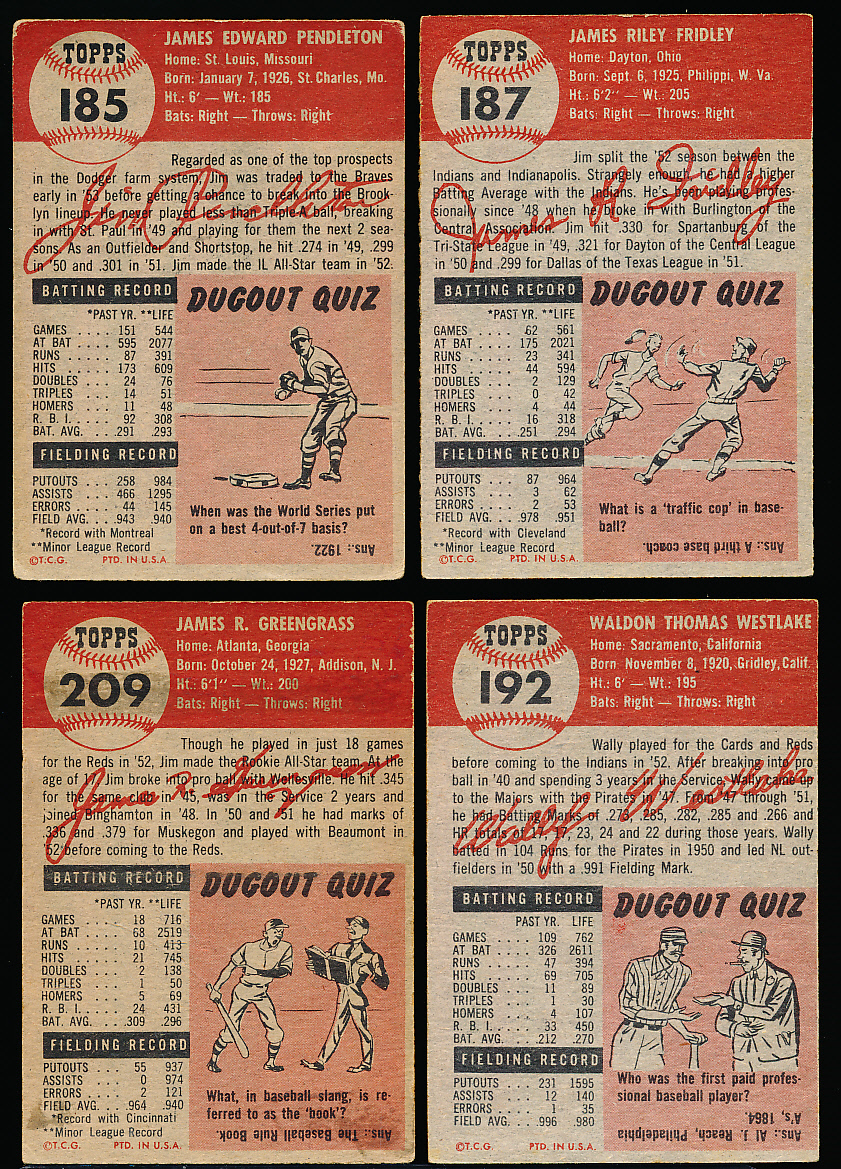 TOPPS
185
JAMES EDWARD PENDLETON
Home: St. Louis, Missouri
Born: January 7, 1926, St. Charles, Mo.
Ht.: 6' — Wt.: 185
Bats: Right — Throws: Right
Regarded as one of the top prospects
in the Dodger farm system, Jim was traded to the Braves
early in '53 before getting a chance to break into the Brook-
lyn lineup. He never played less than Triple-A ball, breaking
in with St. Paul in '49 and playing for them the next 2 sea-
sons. As an Outfielder and Shortstop, he hit .274 in '49, .299
in '50 and .301 in '51. Jim made the IL All-Star team in '52.
Jim Pendleton
BATTING RECORD
*PAST YR. **LIFE
GAMES . . . . 151 544
AT BAT . . . . 595 2077
RUNS . . . . . 87 391
HITS . . . . . 173 609
DOUBLES . . . 24 76
TRIPLES . . . 14 51
HOMERS . . . 11 48
R. B. I. . . . . 92 308
BAT. AVG. . . .291 .293
FIELDING RECORD
PUTOUTS . . . 258 984
ASSISTS . . . 466 1295
ERRORS . . . 44 145
FIELD AVG. . . .943 .940
*Record with Montreal
**Minor League Record
©T.C.G. PTD. IN U.S.A.
DUGOUT QUIZ
When was the World Series put
on a best 4-out-of-7 basis?
Ans.: 1922.
TOPPS
187
JAMES RILEY FRIDLEY
Home: Dayton, Ohio
Born: Sept. 6, 1925, Philippi, W. Va.
Ht.: 6'2" — Wt.: 205
Bats: Right — Throws: Right
Jim split the '52 season between the
Indians and Indianapolis. Strangely enough, he had a higher
Batting Average with the Indians. He's been playing profes-
sionally since '48 when he broke in with Burlington of the
Central Association. Jim hit .330 for Spartanburg of the
Tri-State League in '49, .321 for Dayton of the Central League
in '50 and .299 for Dallas of the Texas League in '51.
James R Fridley
BATTING RECORD
*PAST YR. **LIFE
GAMES . . . . 62 561
AT BAT . . . . 175 2021
RUNS . . . . . 23 341
HITS . . . . . 44 594
DOUBLES . . . 2 129
TRIPLES . . . 0 42
HOMERS . . . 4 44
R. B. I. . . . . 16 318
BAT. AVG. . . .251 .294
FIELDING RECORD
PUTOUTS . . . 87 964
ASSISTS . . . 3 62
ERRORS . . . 2 53
FIELD AVG. . . .978 .951
*Record with Cleveland
**Minor League Record
©T.C.G. PTD. IN U.S.A.
DUGOUT QUIZ
What is a 'traffic cop' in base-
ball?
Ans.: A third base coach.
TOPPS
209
JAMES R. GREENGRASS
Home: Atlanta, Georgia
Born: October 24, 1927, Addison, N. J.
Ht.: 6'1" — Wt.: 200
Bats: Right — Throws: Right
Though he played in just 18 games
for the Reds in '52, Jim made the Rookie All-Star team. At the
age of 17, Jim broke into pro ball with Wellesville. He hit .345
for the same club in '45, was in the Service 2 years and
joined Binghamton in '48. In '50 and '51 he had marks of
.336 and .379 for Muskegon and played with Beaumont in
'52 before coming to the Reds.
James R. Greengrass
BATTING RECORD
*PAST YR. **LIFE
GAMES . . . . 18 716
AT BAT . . . . 68 2519
RUNS . . . . . 10 413
HITS . . . . . 21 745
DOUBLES . . . 2 138
TRIPLES . . . 1 50
HOMERS . . . 5 69
R. B. I. . . . . 24 431
BAT. AVG. . . .309 .296
FIELDING RECORD
PUTOUTS . . . 55 937
ASSISTS . . . 0 974
ERRORS . . . 2 121
FIELD AVG. . . .964 .940
*Record with Cincinnati
**Minor League Record
©T.C.G. PTD. IN U.S.A.
DUGOUT QUIZ
What, in baseball slang, is re-
ferred to as the 'book'?
Ans.: The Baseball Rule Book
TOPPS
192
WALDON THOMAS WESTLAKE
Home: Sacramento, California
Born November 8, 1920, Gridley, Calif.
Ht.: 6' — Wt.: 195
Bats: Right — Throws: Right
Wally played for the Cards and Reds
before coming to the Indians in '52. After breaking into pro
ball in '40 and spending 3 years in the Service, Wally came up
to the Majors with the Pirates in '47. From '47 through '51,
he had Batting Marks of .273, .285, .282, .285 and .266 and
HR totals of 17, 17, 23, 24 and 22 during those years. Wally
batted in 104 Runs for the Pirates in 1950 and led NL out-
fielders in '50 with a .991 Fielding Mark.
Wally Westlake
BATTING RECORD
PAST YR. LIFE
GAMES . . . . 109 762
AT BAT . . . . 326 2611
RUNS . . . . . 47 394
HITS . . . . . 69 705
DOUBLES . . . 11 89
TRIPLES . . . 1 30
HOMERS . . . 4 107
R. B. I. . . . . 33 450
BAT. AVG. . . .212 .270
FIELDING RECORD
PUTOUTS . . . 231 1595
ASSISTS . . . 12 140
ERRORS . . . 1 35
FIELD AVG. . . .996 .980
©T.C.G. PTD. IN U.S.A.
DUGOUT QUIZ
Who was the first paid profes-
sional baseball player?
Ans.: Al J. Reach, Philadelphia
A's, 1864.